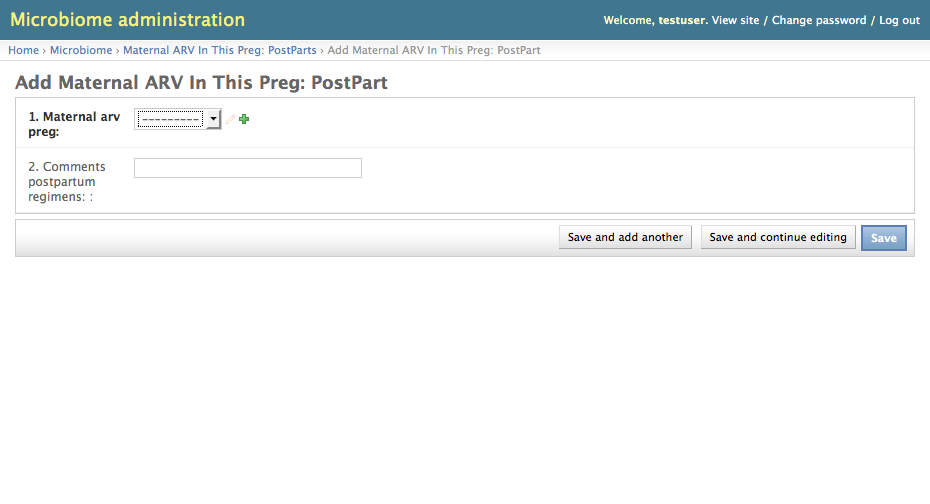 Microbiome administration
Welcome, testuser. View site / Change password / Log out
Home › Microbiome › Maternal ARV In This Preg: PostParts › Add Maternal ARV In This Preg: PostPart
Add Maternal ARV In This Preg: PostPart
1. Maternal arv
preg:
---------
2. Comments
postpartum
regimens: :
Save and add another
Save and continue editing
Save